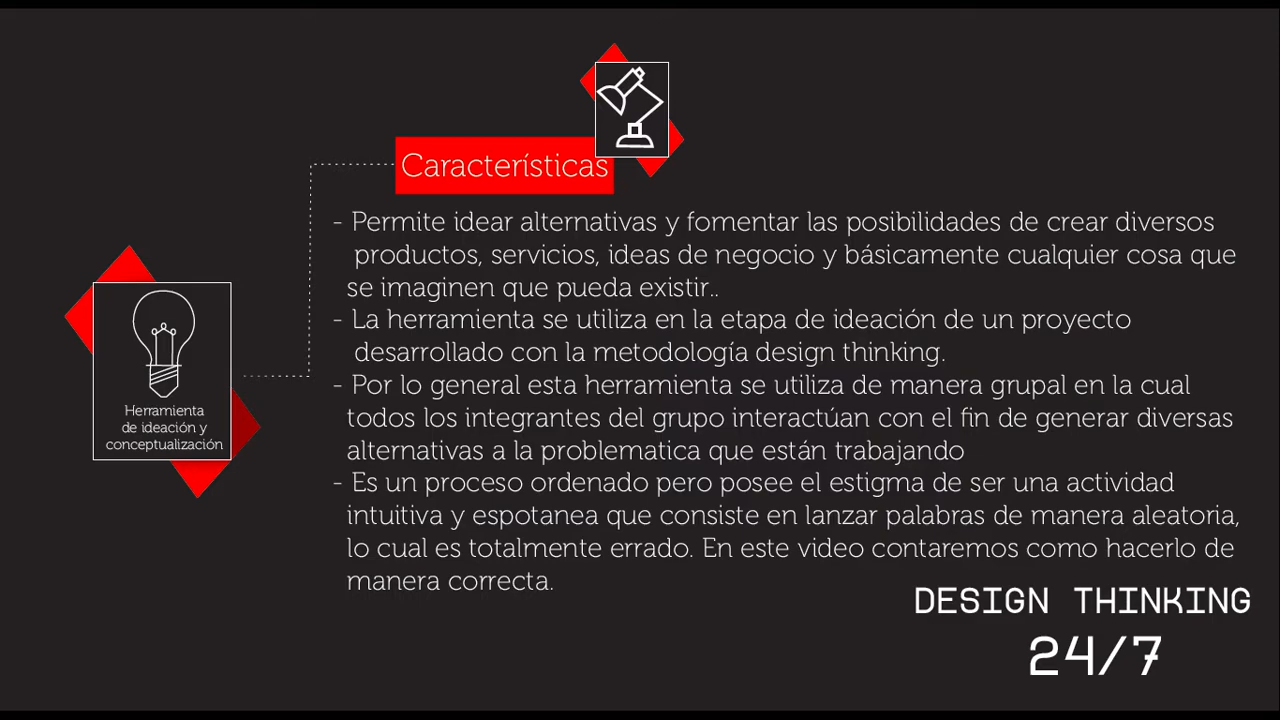 Características
- Permite idear alternativas y fomentar las posibilidades de crear diversos
productos, servicios, ideas de negocio y básicamente cualquier cosa que
se imaginen que pueda existir..
- La herramienta se utiliza en la etapa de ideación de un proyecto
desarrollado con la metodología design thinking.
- Por lo general esta herramienta se utiliza de manera grupal en la cual
todos los integrantes del grupo interactúan con el fin de generar diversas
alternativas a la problematica que están trabajando
- Es un proceso ordenado pero posee el estigma de ser una actividad
intuitiva y espotanea que consiste en lanzar palabras de manera aleatoria,
lo cual es totalmente errado. En este video contaremos como hacerlo de
manera correcta.
Herramienta
de ideación y
conceptualización
DESIGN THINKING
24/7